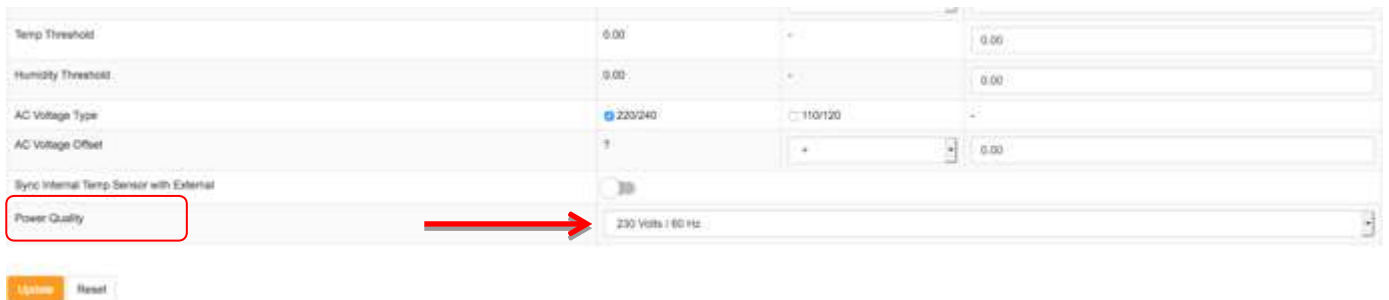 Temp Threshold 0.00 - 0.00
Humidity Threshold 0.00 - 0.00
AC Voltage Type 220/240 110/120 -
AC Voltage Offset ? + 0.00
Sync Internal Temp Sensor with External
Power Quality 230 Volts / 60 Hz
Update Reset